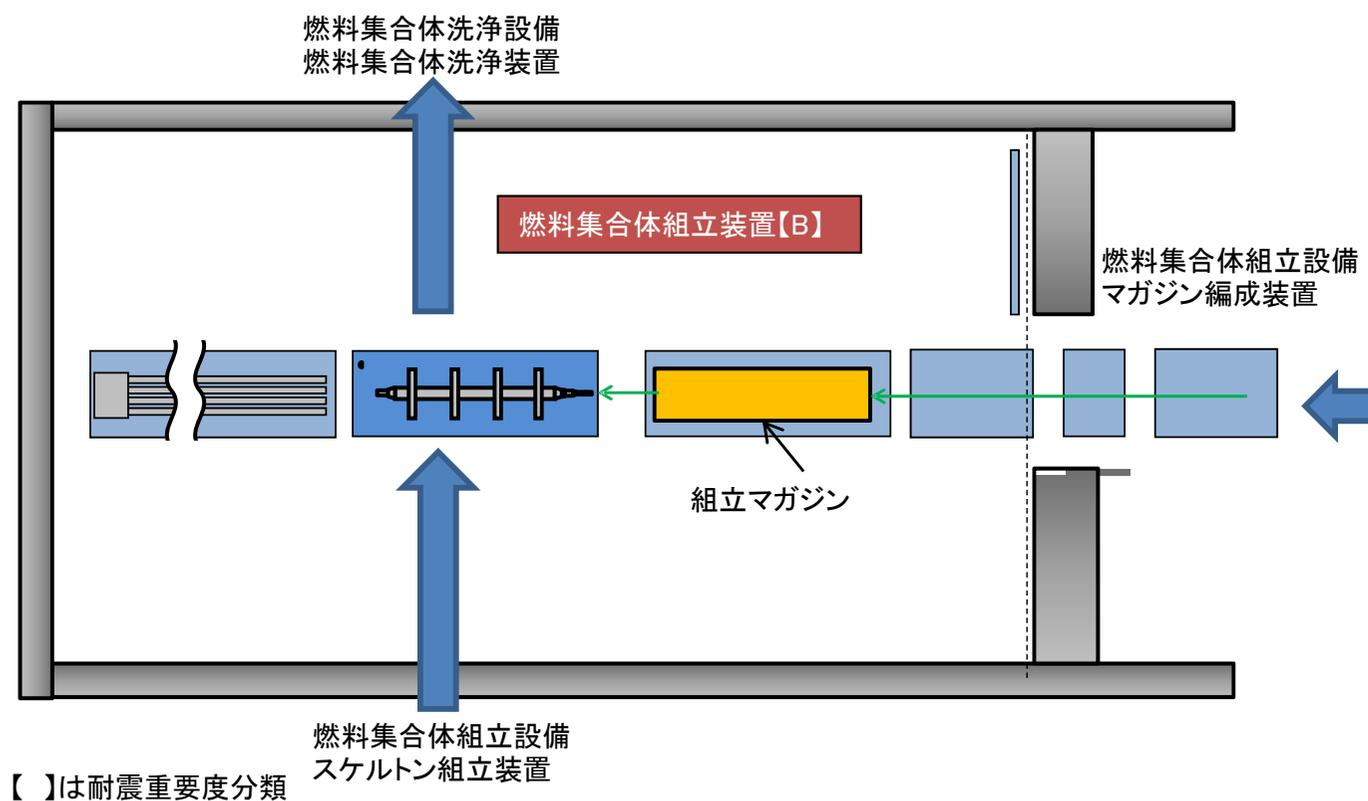 燃料集合体洗浄設備
燃料集合体洗浄装置
燃料集合体組立装置【B】
燃料集合体組立設備
マガジン編成装置
組立マガジン
燃料集合体組立設備
スケルトン組立装置
【　】は耐震重要度分類